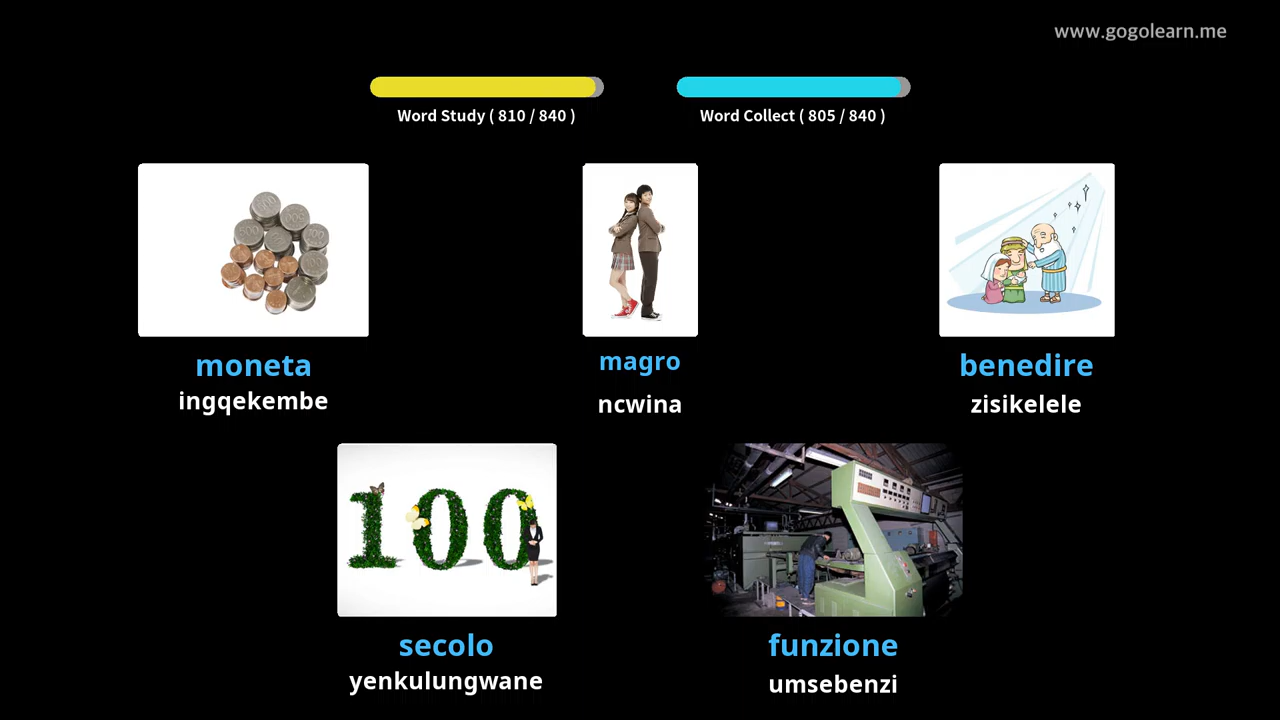 www.gogolearn.me
Word Study ( 810 / 840 )
Word Collect ( 805 / 840 )
moneta
ingqekembe
magro
ncwina
benedire
zisikelele
100
secolo
yenkulungwane
funzione
umsebenzi